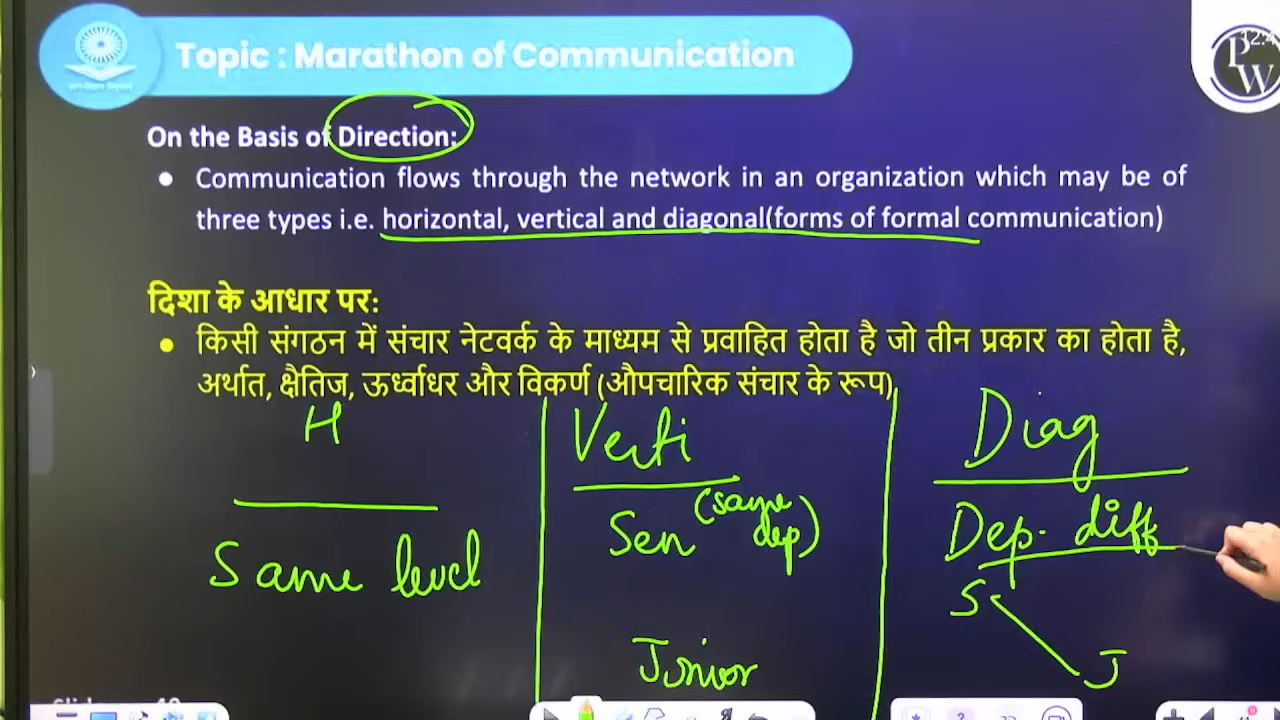 Topic : Marathon of Communication
P
W
On the Basis of Direction:
● Communication flows through the network in an organization which may be of
three types i.e. horizontal, vertical and diagonal(forms of formal communication)
दिशा के आधार पर:
● किसी संगठन में संचार नेटवर्क के माध्यम से प्रवाहित होता है जो तीन प्रकार का होता है,
अर्थात, क्षैतिज, ऊर्ध्वाधर और विकर्ण (औपचारिक संचार के रूप)
H
Same level
Verti
Sen (same dep)
Junior
Diag
Dep. diff
S
J